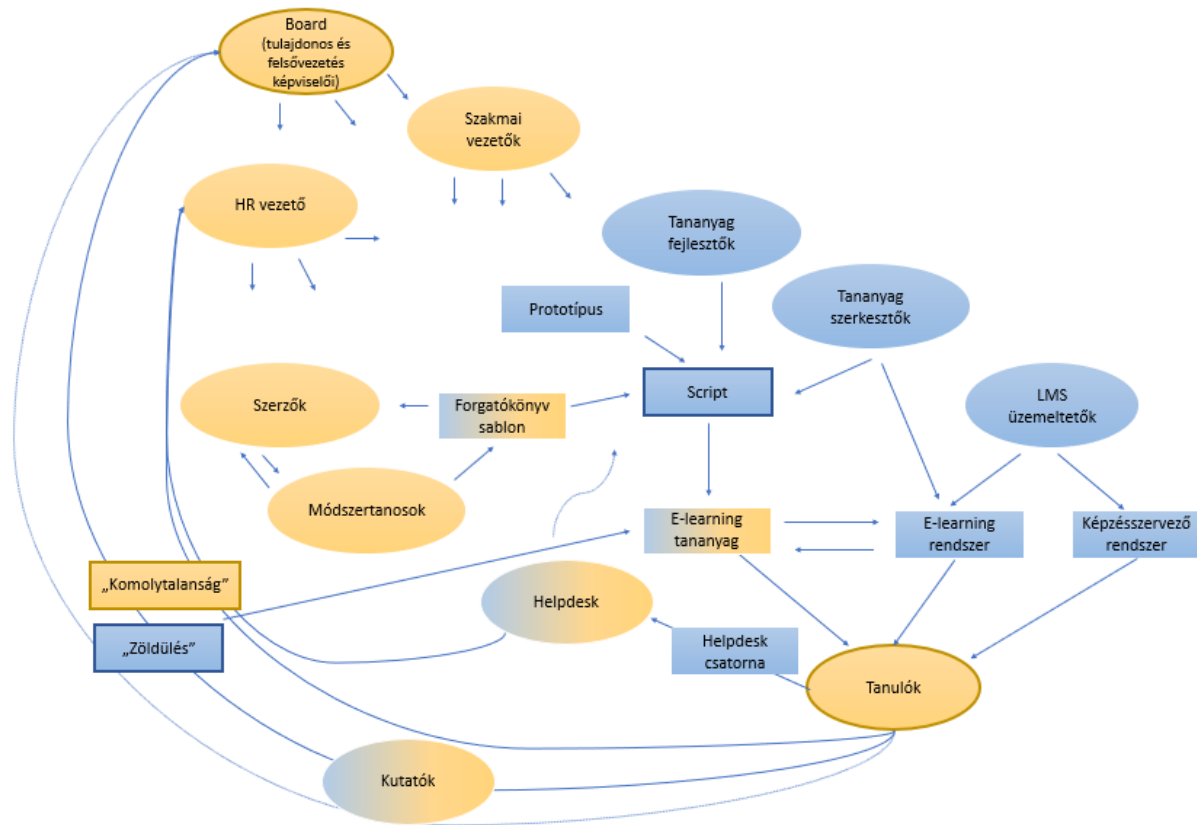 Board
(tulajdonos és
felsővezetés
képviselői)
Szakmai
vezetők
HR vezető
Tananyag
fejlesztők
Tananyag
szerkesztők
Prototípus
Script
LMS
üzemeltetők
Szerzők
Forgatókönyv
sablon
Módszertanosok
E-learning
tananyag
E-learning
rendszer
Képzésszervező
rendszer
„Komolytalanság”
„Zöldülés”
Helpdesk
Helpdesk
csatorna
Tanulók
Kutatók